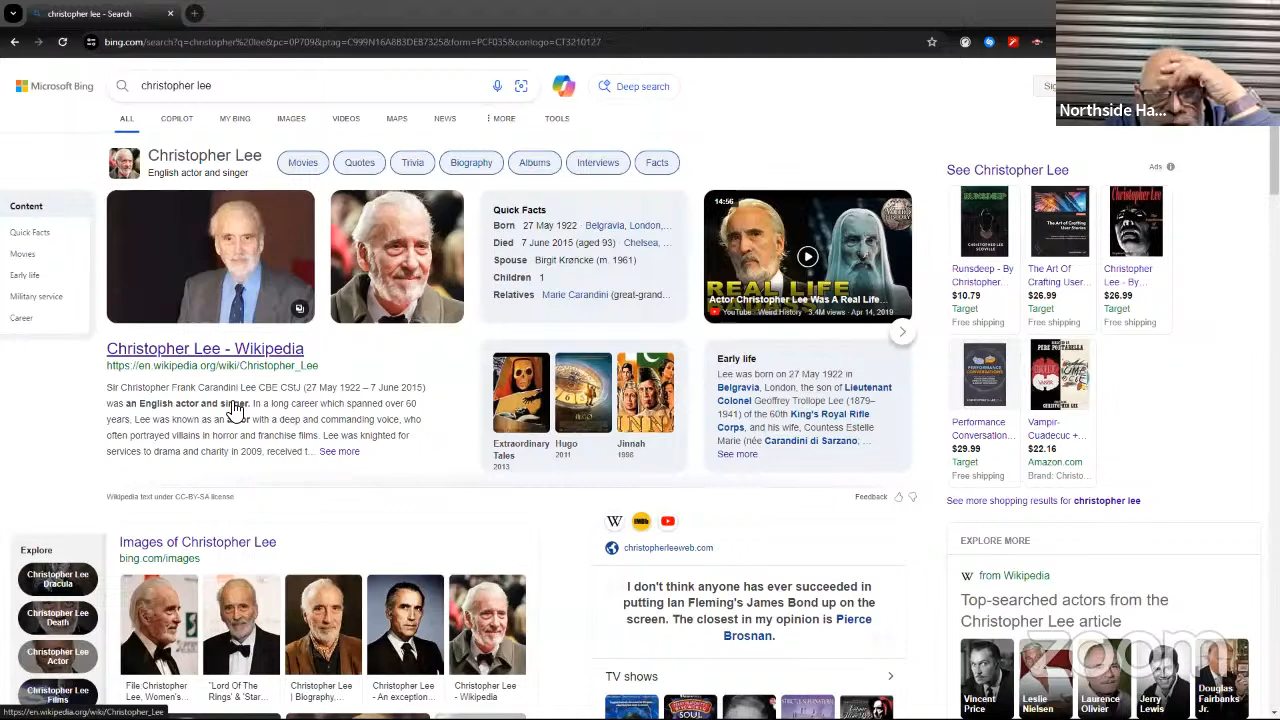 christopher lee - Search
bing.com/search?q=christopher%20lee&pc=
Microsoft Bing
christopher lee
Deep search
ALL
COPILOT
MY BING
IMAGES
VIDEOS
NEWS
MORE
TOOLS
Northside Ha...
Christopher Lee
English actor and singer
Movies
Quotes
Trivia
Biography
Albums
Interviews
Facts
Content
Quick Facts
Movies
Early life
Military service
Career
Quick Facts
Born 27 May 1922 · Belgravia, London,...
Died 7 June 2015 (aged 93) · Chelsea, ...
Spouse Birgit Krøncke (m. 1961)
Children 1
Relatives Marie Carandini (great-grand...
14:56
REAL LIFE
Actor Christopher Lee Was A Real Life...
YouTube · Weird History · 3.4M views · Apr 14, 2019
Christopher Lee - Wikipedia
https://en.wikipedia.org/wiki/Christopher_Lee
Sir Christopher Frank Carandini Lee CBE CStJ (27 May 1922 – 7 June 2015)
was an English actor and singer. In a career which spanned over 60
years, Lee was known as an actor with a deep and commanding voice, who
often portrayed villains in horror and franchise films. Lee was knighted for
services to drama and charity in 2009, received t…
Extraordinary Tales
2013
Hugo
2011
Jinnah
1998
Early life
Lee was born on 27 May 1922 in
Belgravia, London, the son of Lieutenant
Colonel Geoffrey Trollope Lee (1879–
1941) of the 60th King's Royal Rifle
Corps, and his wife, Countess Estelle
Marie (née Carandini di Sarzano; …
See more
Wikipedia text under CC-BY-SA license
Feedback
See Christopher Lee
Ads
Runsdeep - By Christopher...
$10.79
Target
Free shipping
The Art Of Crafting User...
$26.99
Target
Free shipping
Christopher Lee - By...
$26.99
Target
Free shipping
Performance Conversation...
$29.99
Target
Free shipping
Vampir-Cuadecuc +...
$22.16
Amazon.com
Brand: Christo...
See more shopping results for christopher lee
Explore
Christopher Lee Dracula
Christopher Lee Death
Christopher Lee Actor
Christopher Lee Films
Images of Christopher Lee
bing.com/images
File Christopher Lee, Women's...
"Lord Of The Rings' & 'Star...
Christopher Lee | Biography...
Christopher Lee - An exception...
Christopher Lee - Wikipedia
W
IMDb
christopherleeweb.com
I don't think anyone has ever succeeded in
putting Ian Fleming's James Bond up on the
screen. The closest in my opinion is Pierce
Brosnan.
TV shows
EXPLORE MORE
W from Wikipedia
Top-searched actors from the
Christopher Lee article
Vincent Price
Leslie Nielsen
Laurence Olivier
Jerry Lewis
Douglas Fairbanks Jr.
zoom
https://en.wikipedia.org/wiki/Christopher_Lee